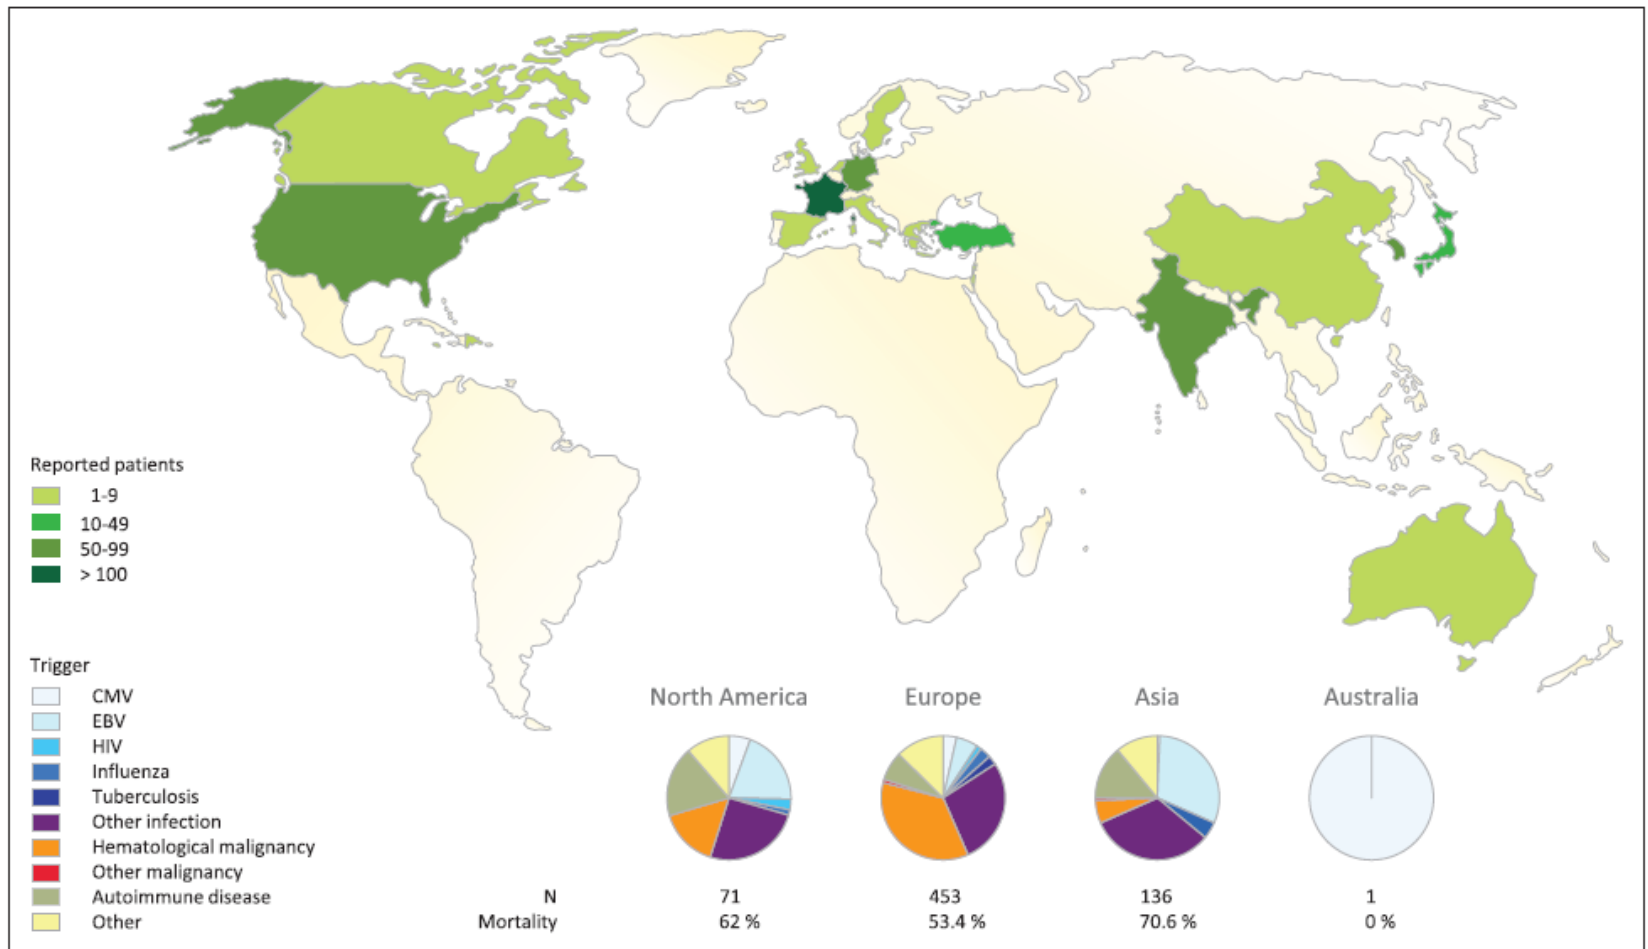 Reported patients
1-9
10-49
50-99
> 100
Trigger
CMV
EBV
HIV
Influenza
Tuberculosis
Other infection
Hematological malignancy
Other malignancy
Autoimmune disease
Other
North America Europe Asia Australia
N 71 453 136 1
Mortality 62 % 53.4 % 70.6 % 0 %